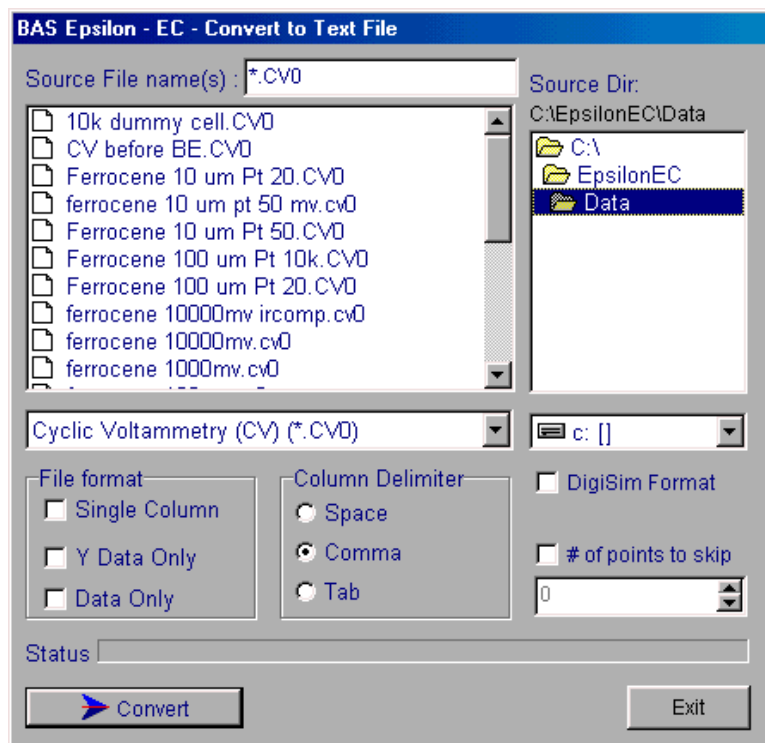 BAS Epsilon - EC - Convert to Text File
Source File name(s) : *.CV0
Source Dir:
C:\EpsilonEC\Data
10k dummy cell.CV0
CV before BE.CV0
Ferrocene 10 um Pt 20.CV0
ferrocene 10 um pt 50 mv.cv0
Ferrocene 10 um Pt 50.CV0
Ferrocene 100 um Pt 10k.CV0
Ferrocene 100 um Pt 20.CV0
ferrocene 10000mv ircomp.cv0
ferrocene 10000mv.cv0
ferrocene 1000mv.cv0
C:\
EpsilonEC
Data
Cyclic Voltammetry (CV) (*.CV0)
c: []
File format
Single Column
Y Data Only
Data Only
Column Delimiter
Space
Comma
Tab
DigiSim Format
# of points to skip
0
Status
Convert
Exit